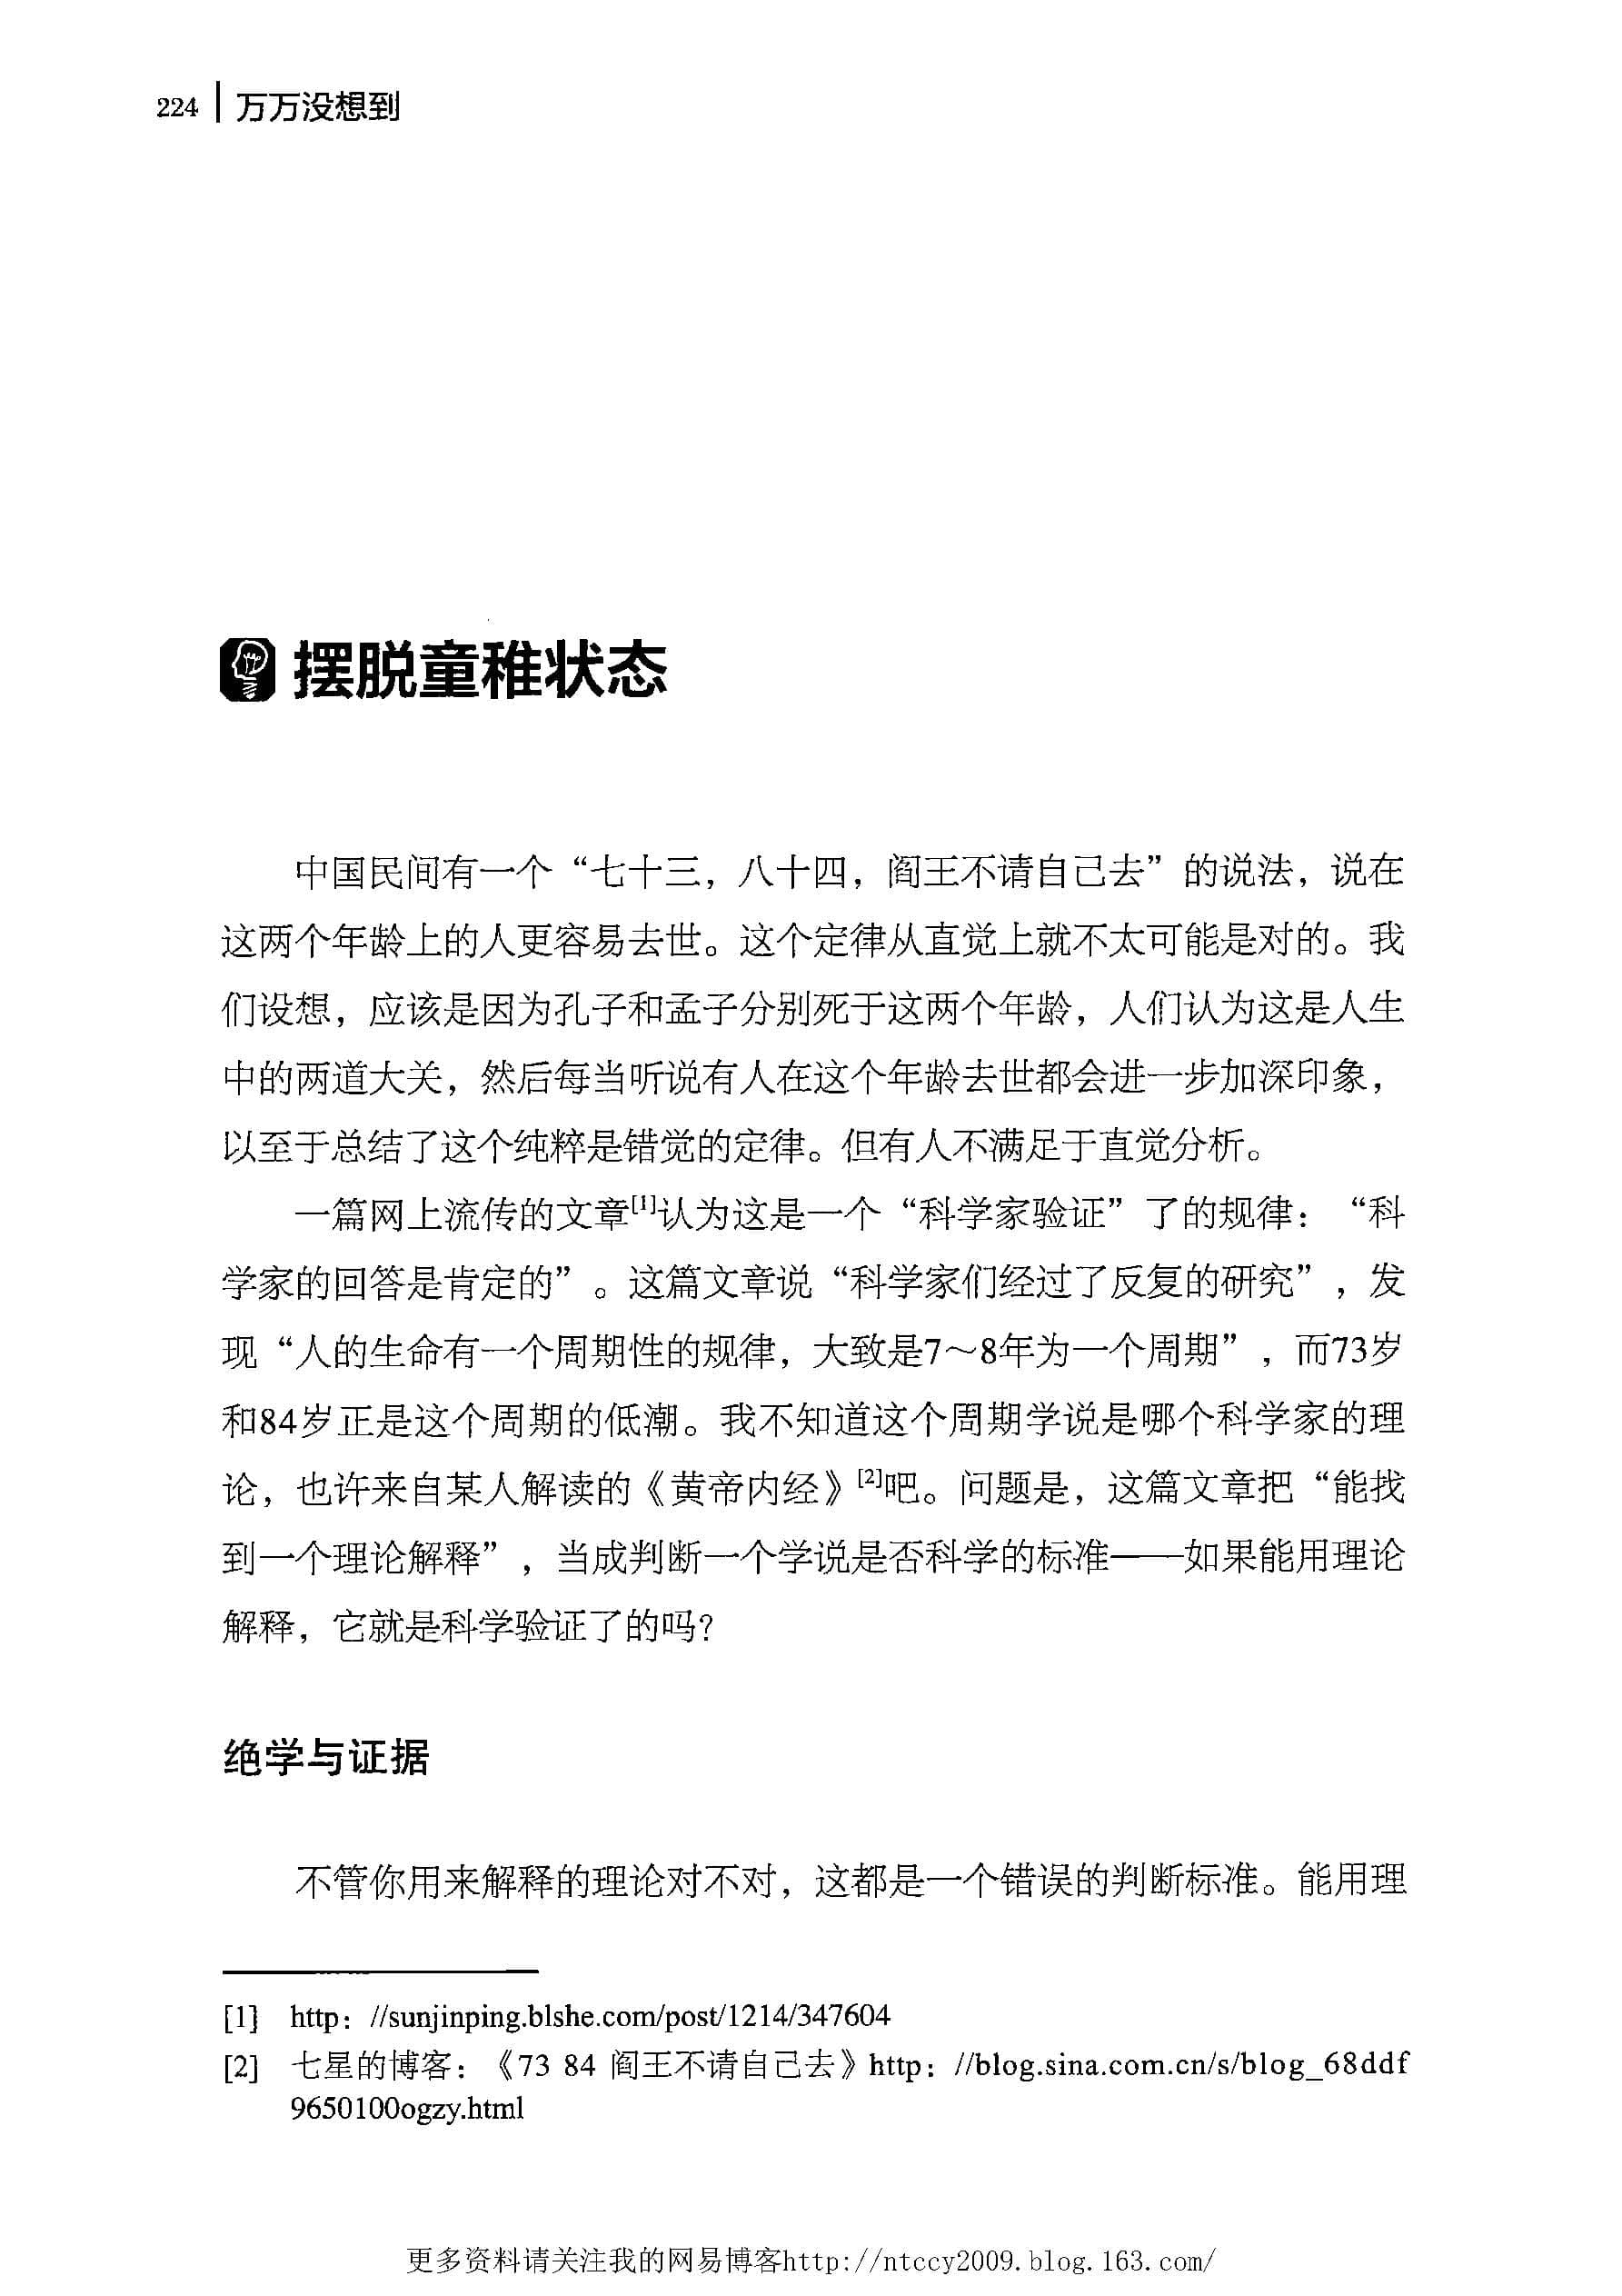 224 万万没想到
摆脱童稚状态
中国民间有一个“七十三，八十四，阎王不请自己去”的说法，说在
这两个年龄上的人更容易去世。这个定律从直觉上就不太可能是对的。我
们设想，应该是因为孔子和孟子分别死于这两个年龄，人们认为这是人生
中的两道大关，然后每当听说有人在这个年龄去世都会进一步加深印象，
以至于总结了这个纯粹是错觉的定律。但有人不满足于直觉分析。
一篇网上流传的文章[1]认为这是一个“科学家验证”了的规律：“科
学家的回答是肯定的”。这篇文章说“科学家们经过了反复的研究”，发
现“人的生命有一个周期性的规律，大致是7～8年为一个周期”，而73岁
和84岁正是这个周期的低潮。我不知道这个周期学说是哪个科学家的理
论，也许来自某人解读的《黄帝内经》[2]吧。问题是，这篇文章把“能找
到一个理论解释”，当成判断一个学说是否科学的标准——如果能用理论
解释，它就是科学验证了的吗？
绝学与证据
不管你用来解释的理论对不对，这都是一个错误的判断标准。能用理
[1] http：//sunjinping.blshe.com/post/1214/347604
[2] 七星的博客：《73 84 阎王不请自己去》http：//blog.sina.com.cn/s/blog_68ddf
9650100ogzy.html
更多资料请关注我的网易博客http://ntccy2009.blog.163.com/